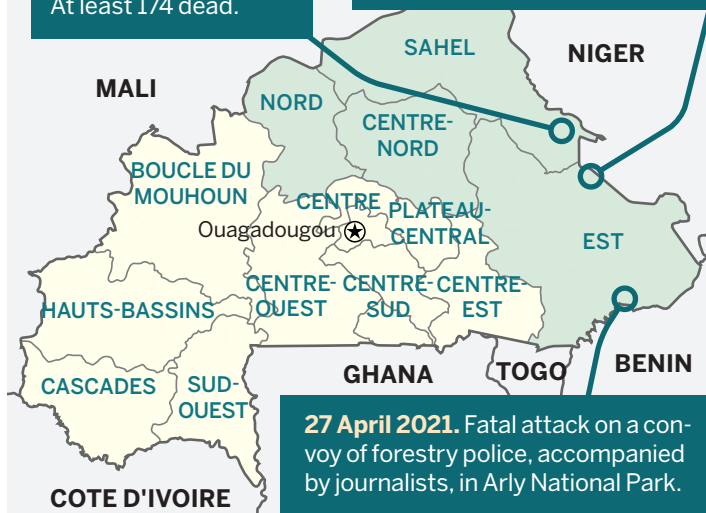 At least 174 dead.
SAHEL
NIGER
MALI
NORD
CENTRE-
NORD
BOUCLE DU
MOUHOUN
CENTRE
PLATEAU-
CENTRAL
Ouagadougou
EST
CENTRE-
OUEST
CENTRE-
SUD
CENTRE-
EST
HAUTS-BASSINS
BENIN
TOGO
GHANA
CASCADES
SUD-
OUEST
27 April 2021. Fatal attack on a con-
voy of forestry police, accompanied
by journalists, in Arly National Park.
COTE D'IVOIRE